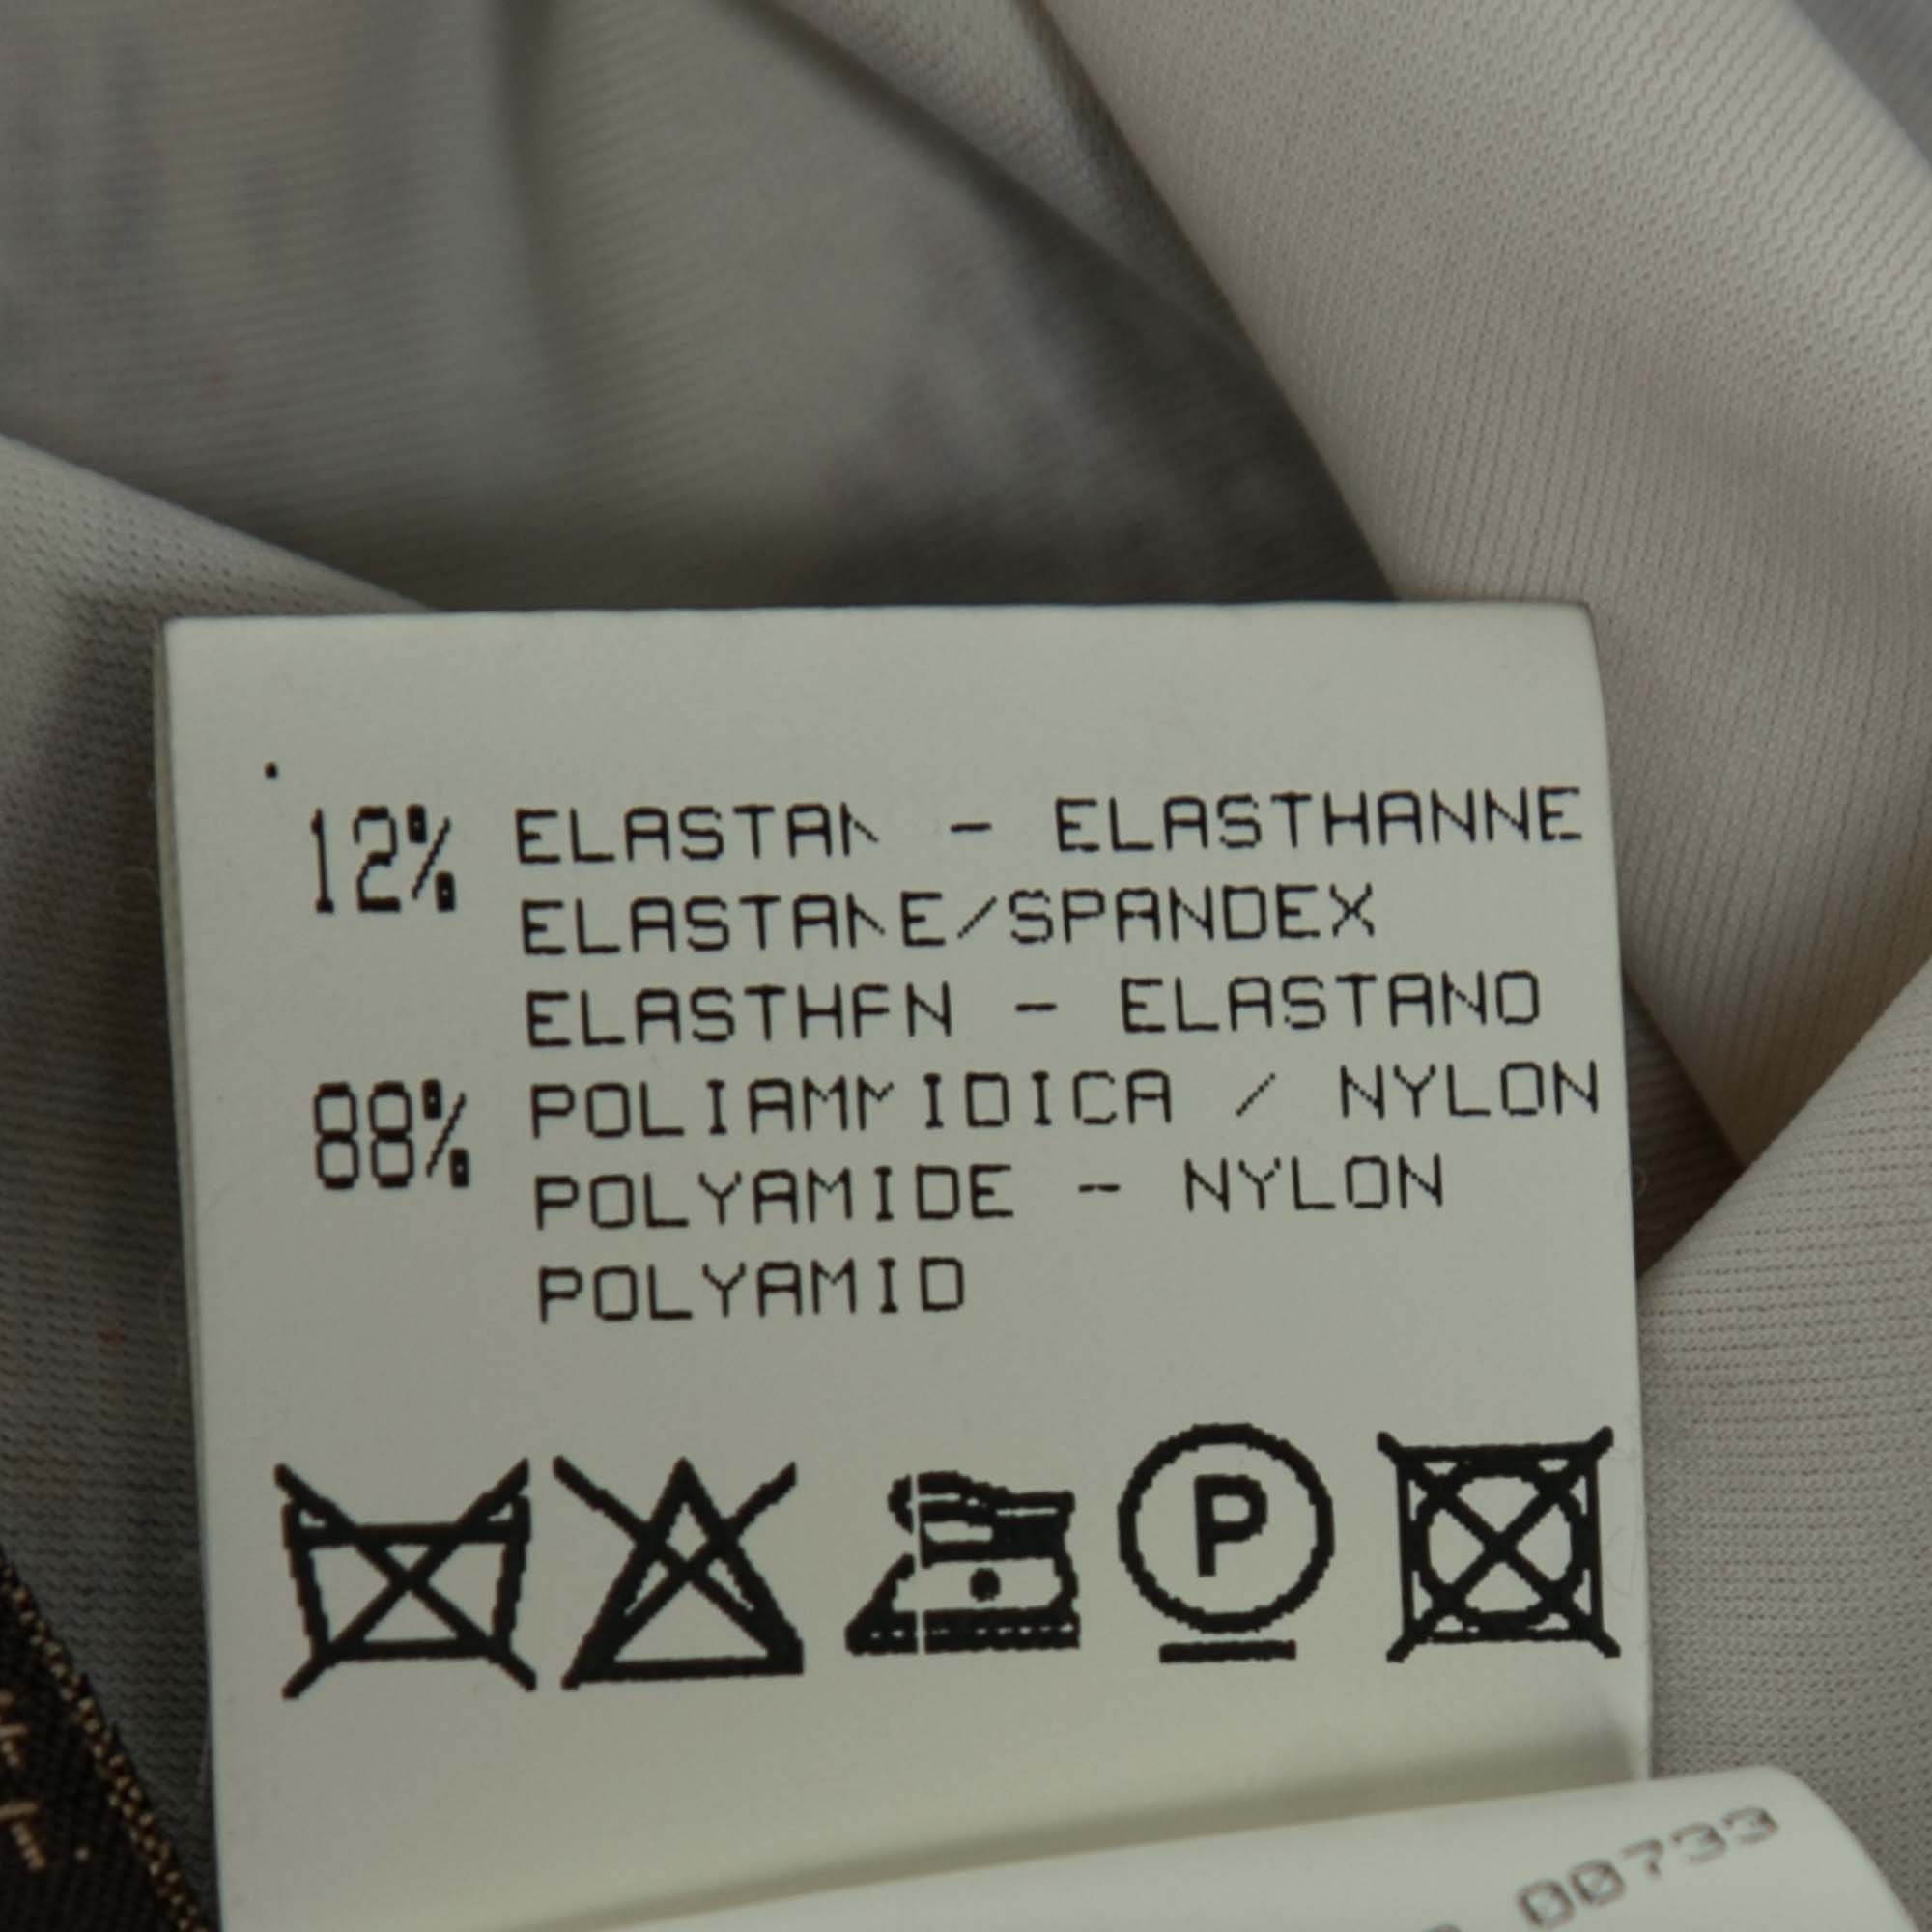 12% ELASTAN - ELASTHANNE
ELASTANE/SPANDEX
ELASTHAN - ELASTANO
88% POLIAMMIDICA / NYLON
POLYAMIDE - NYLON
POLYAMID
P
00733